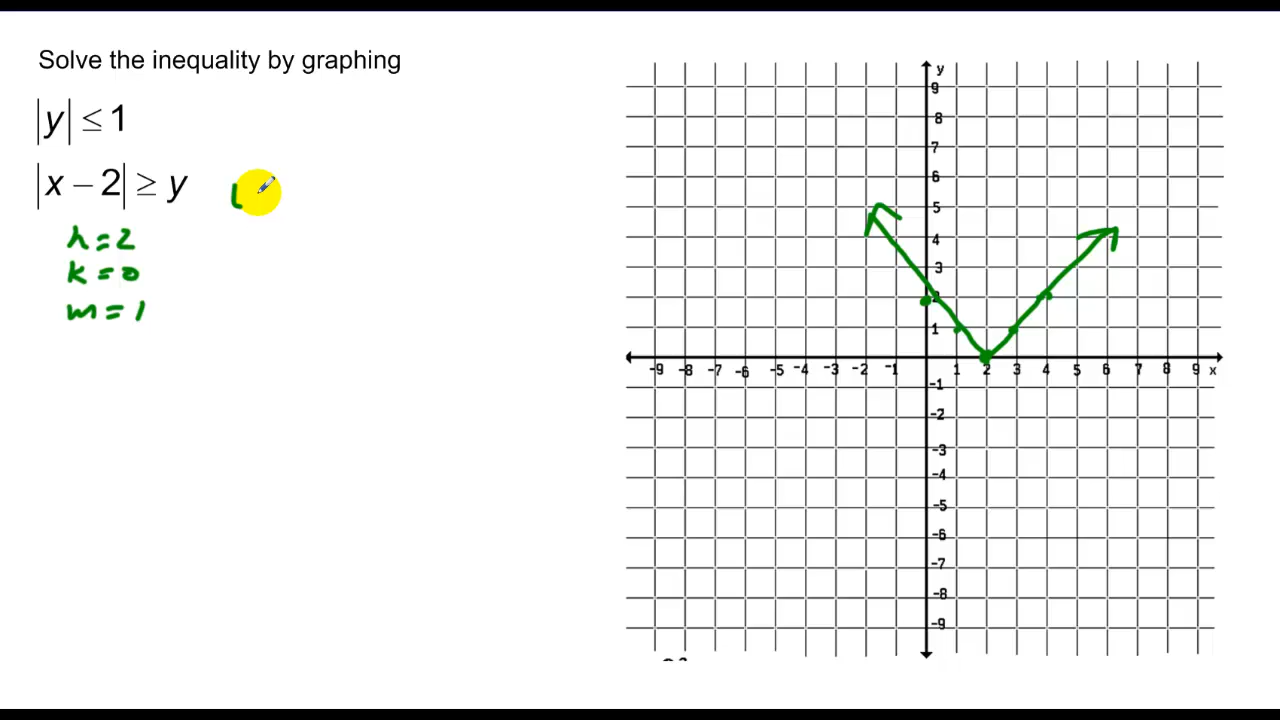 Solve the inequality by graphing
|y| ≤ 1
|x − 2| ≥ y
h = 2
k = 0
m = 1
y
9
8
7
6
5
4
3
2
1
-9 -8 -7 -6 -5 -4 -3 -2 -1 1 2 3 4 5 6 7 8 9 x
-1
-2
-3
-4
-5
-6
-7
-8
-9